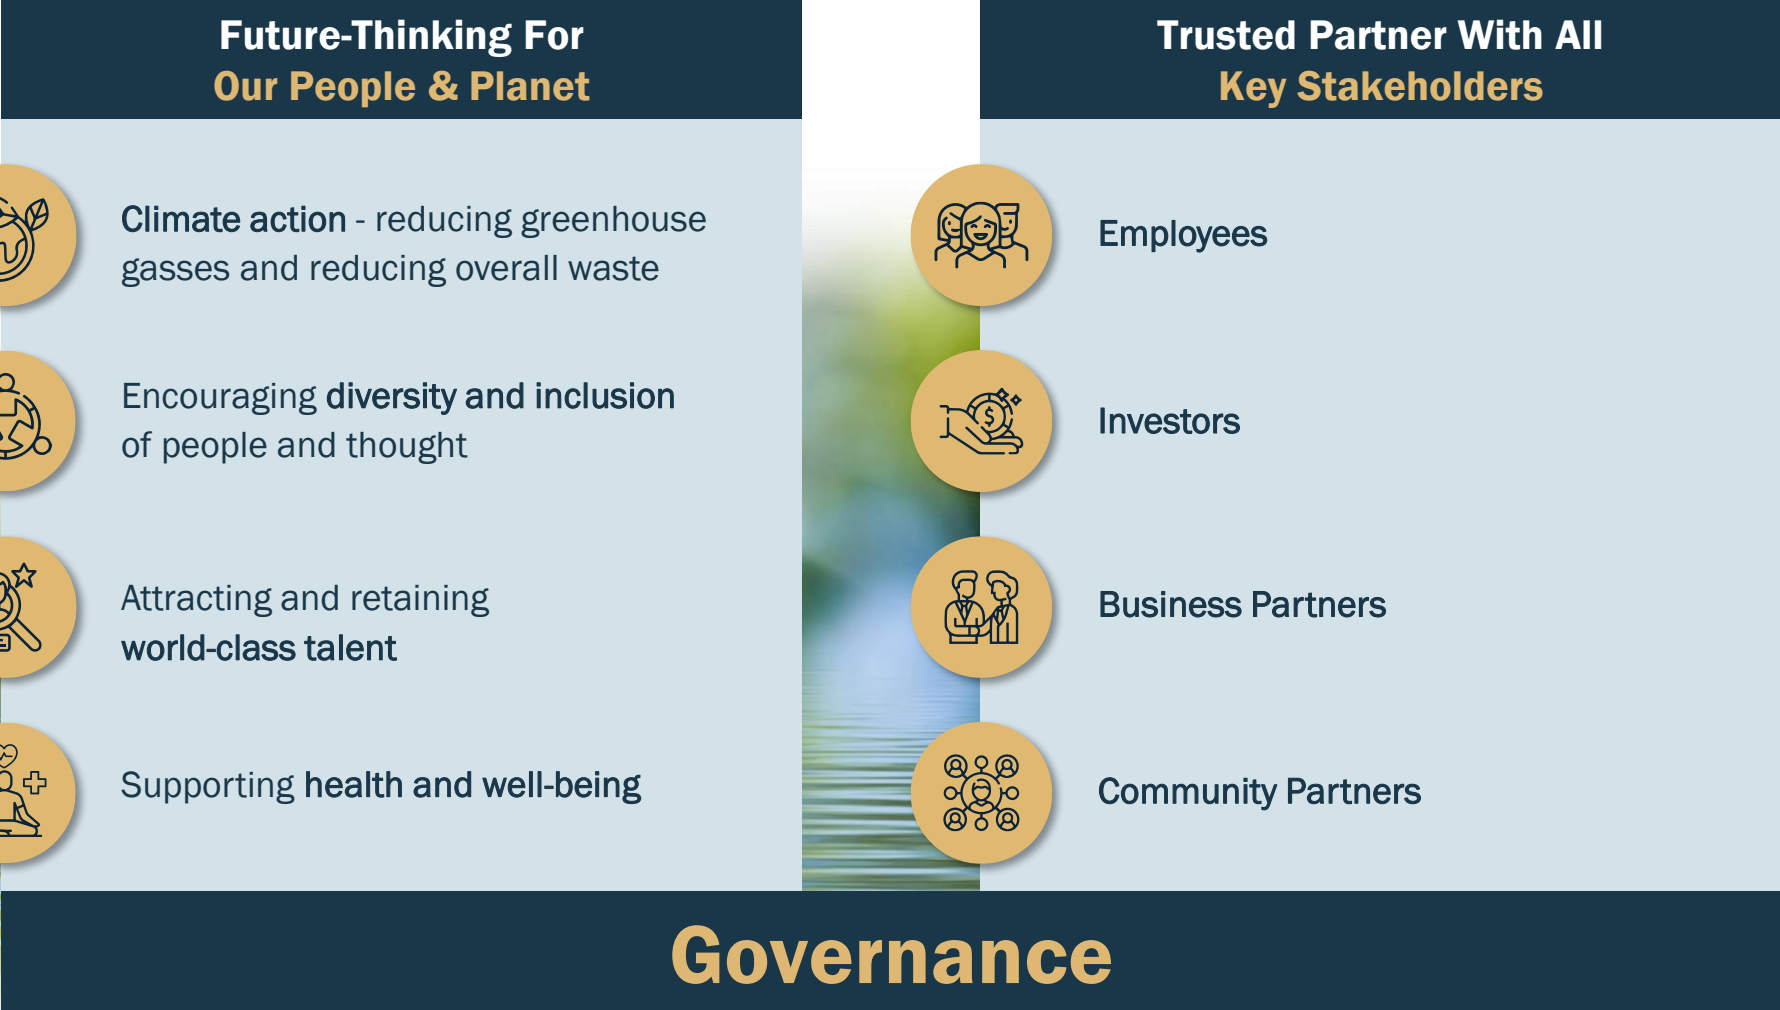 Future-Thinking For
Our People & Planet
Climate action - reducing greenhouse
gasses and reducing overall waste
Encouraging diversity and inclusion
of people and thought
Attracting and retaining
world-class talent
Supporting health and well-being
Trusted Partner With All
Key Stakeholders
Employees
$
Investors
Business Partners
Community Partners
Governance